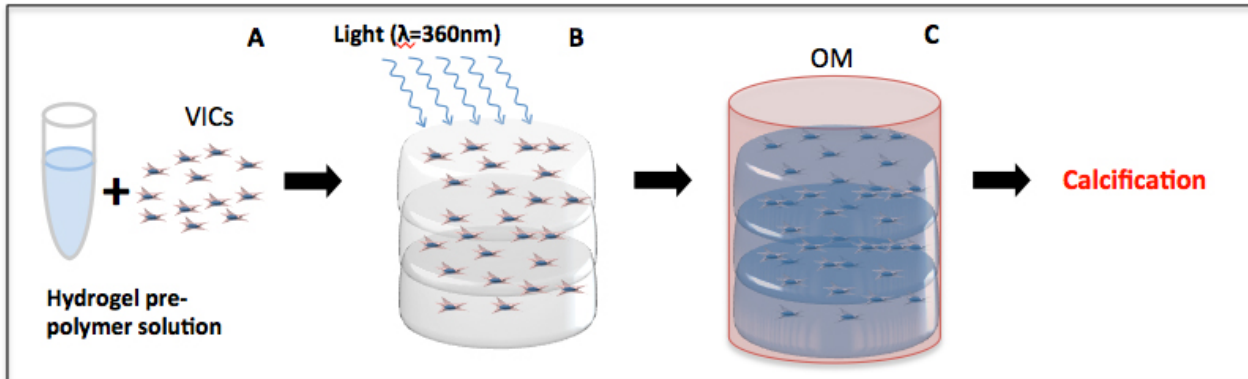 A
Light (λ=360nm)
B
C
OM
VICs
+
Calcification
Hydrogel pre-
polymer solution